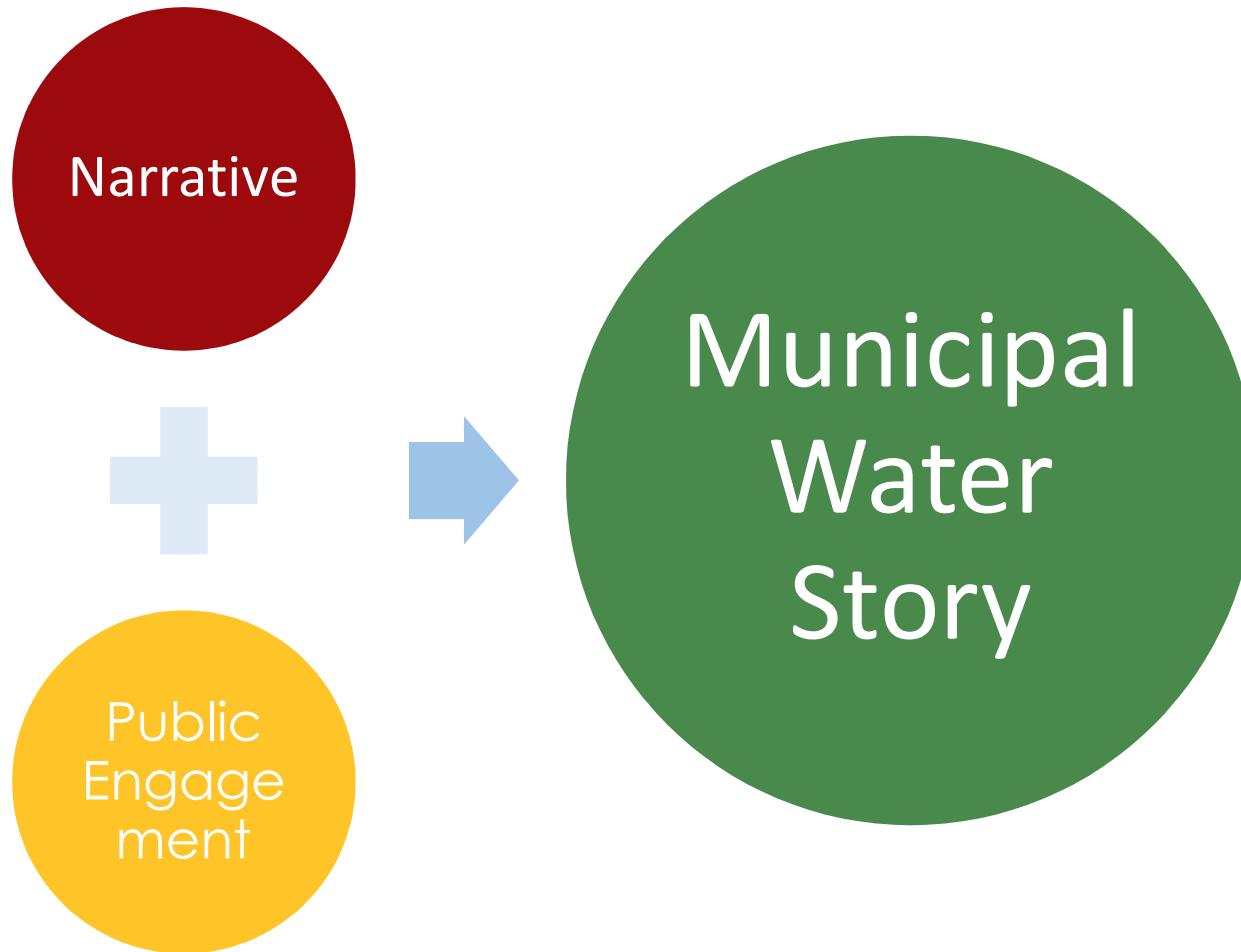 Narrative
Public
Engage
ment
Municipal
Water
Story